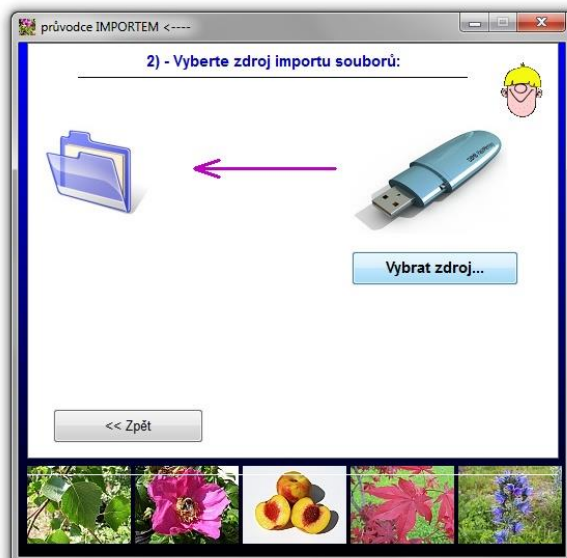 průvodce IMPORTEM <----
2) - Vyberte zdroj importu souborů:
Vybrat zdroj...
<< Zpět